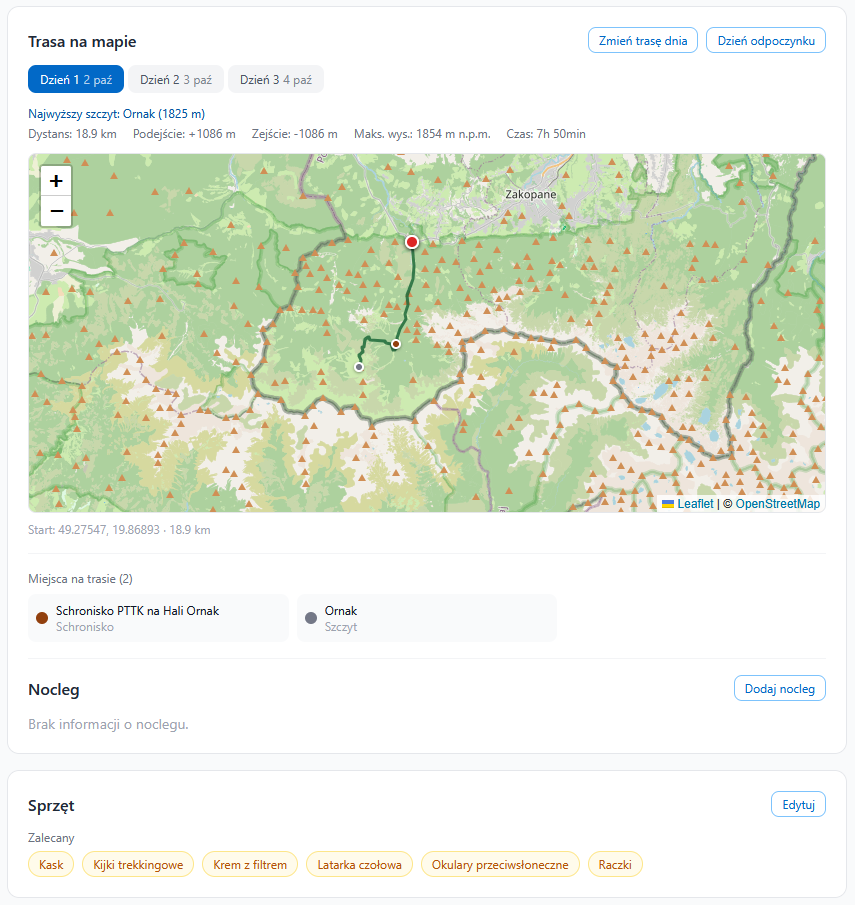 Trasa na mapie
Zmień trasę dnia
Dzień odpoczynku
Dzień 1 2 paź
Dzień 2 3 paź
Dzień 3 4 paź
Najwyższy szczyt: Ornak (1825 m)
Dystans: 18.9 km Podejście: +1086 m Zejście: -1086 m Maks. wys.: 1854 m n.p.m. Czas: 7h 50min
+
−
Zakopane
Leaflet | © OpenStreetMap
Start: 49.27547, 19.86893 · 18.9 km
Miejsca na trasie (2)
Schronisko PTTK na Hali Ornak
Schronisko
Ornak
Szczyt
Nocleg
Dodaj nocleg
Brak informacji o noclegu.
Sprzęt
Edytuj
Zalecany
Kask
Kijki trekkingowe
Krem z filtrem
Latarka czołowa
Okulary przeciwsłoneczne
Raczki